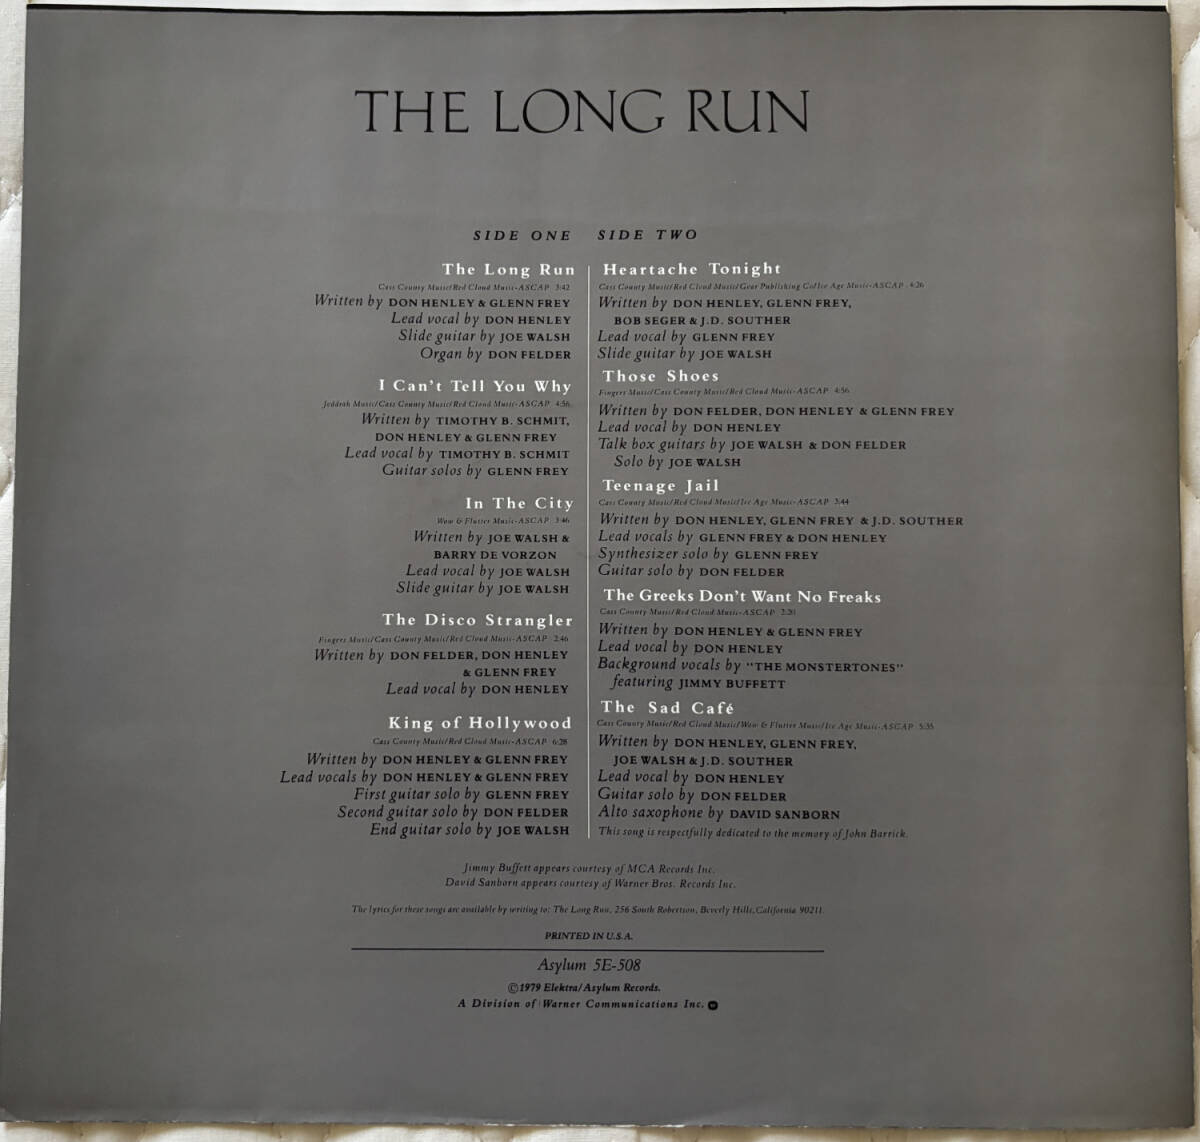 THE LONG RUN
SIDE ONE
The Long Run
Cass County Music/Red Cloud Music-ASCAP 3:42
Written by DON HENLEY & GLENN FREY
Lead vocal by DON HENLEY
Slide guitar by JOE WALSH
Organ by DON FELDER
I Can't Tell You Why
Jeddrah Music/Cass County Music/Red Cloud Music-ASCAP 4:56
Written by TIMOTHY B. SCHMIT,
DON HENLEY & GLENN FREY
Lead vocal by TIMOTHY B. SCHMIT
Guitar solos by GLENN FREY
In The City
Wow & Flutter Music-ASCAP 3:46
Written by JOE WALSH &
BARRY DE VORZON
Lead vocal by JOE WALSH
Slide guitar by JOE WALSH
The Disco Strangler
Fingers Music/Cass County Music/Red Cloud Music-ASCAP 2:46
Written by DON FELDER, DON HENLEY
& GLENN FREY
Lead vocal by DON HENLEY
King of Hollywood
Cass County Music/Red Cloud Music-ASCAP 6:28
Written by DON HENLEY & GLENN FREY
Lead vocals by DON HENLEY & GLENN FREY
First guitar solo by GLENN FREY
Second guitar solo by DON FELDER
End guitar solo by JOE WALSH
SIDE TWO
Heartache Tonight
Cass County Music/Red Cloud Music/Gear Publishing Co/Ice Age Music-ASCAP 4:26
Written by DON HENLEY, GLENN FREY,
BOB SEGER & J.D. SOUTHER
Lead vocal by GLENN FREY
Slide guitar by JOE WALSH
Those Shoes
Fingers Music/Cass County Music/Red Cloud Music-ASCAP 4:56
Written by DON FELDER, DON HENLEY & GLENN FREY
Lead vocal by DON HENLEY
Talk box guitars by JOE WALSH & DON FELDER
Solo by JOE WALSH
Teenage Jail
Cass County Music/Red Cloud Music/Ice Age Music-ASCAP 3:44
Written by DON HENLEY, GLENN FREY & J.D. SOUTHER
Lead vocals by GLENN FREY & DON HENLEY
Synthesizer solo by GLENN FREY
Guitar solo by DON FELDER
The Greeks Don't Want No Freaks
Cass County Music/Red Cloud Music-ASCAP 2:20
Written by DON HENLEY & GLENN FREY
Lead vocal by DON HENLEY
Background vocals by "THE MONSTERTONES"
featuring JIMMY BUFFETT
The Sad Café
Cass County Music/Red Cloud Music/Wow & Flutter Music/Ice Age Music-ASCAP 5:35
Written by DON HENLEY, GLENN FREY,
JOE WALSH & J.D. SOUTHER
Lead vocal by DON HENLEY
Guitar solo by DON FELDER
Alto saxophone by DAVID SANBORN
This song is respectfully dedicated to the memory of John Barrick.
Jimmy Buffett appears courtesy of MCA Records Inc.
David Sanborn appears courtesy of Warner Bros. Records Inc.
The lyrics for these songs are available by writing to: The Long Run, 256 South Robertson, Beverly Hills, California 90211.
PRINTED IN U.S.A.
Asylum 5E-508
©1979 Elektra/Asylum Records.
A Division of Warner Communications Inc.